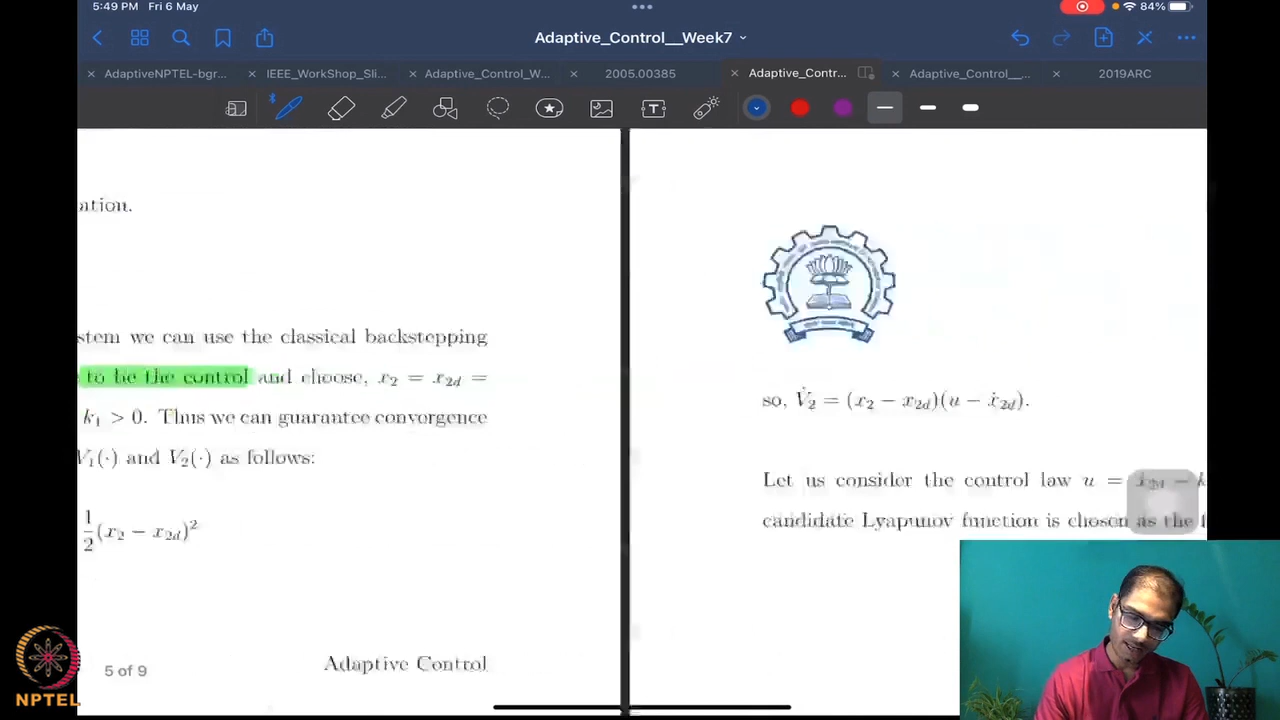 5:49 PM Fri 6 May
84%
Adaptive_Control__Week7
AdaptiveNPTEL-bgr...
IEEE_WorkShop_Sli...
Adaptive_Control_W...
2005.00385
Adaptive_Contr...
Adaptive_Control__...
2019ARC
ation.
stem we can use the classical backstepping
to be the control and choose, x₂ = x₂d =
k₁ > 0. Thus we can guarantee convergence
V₁(·) and V₂(·) as follows:
1/2(x₂ − x₂d)²
5 of 9
Adaptive Control
so, V̇₂ = (x₂ − x₂d)(u − ẋ₂d).
Let us consider the control law u =
candidate Lyapunov function is chosen as the
NPTEL